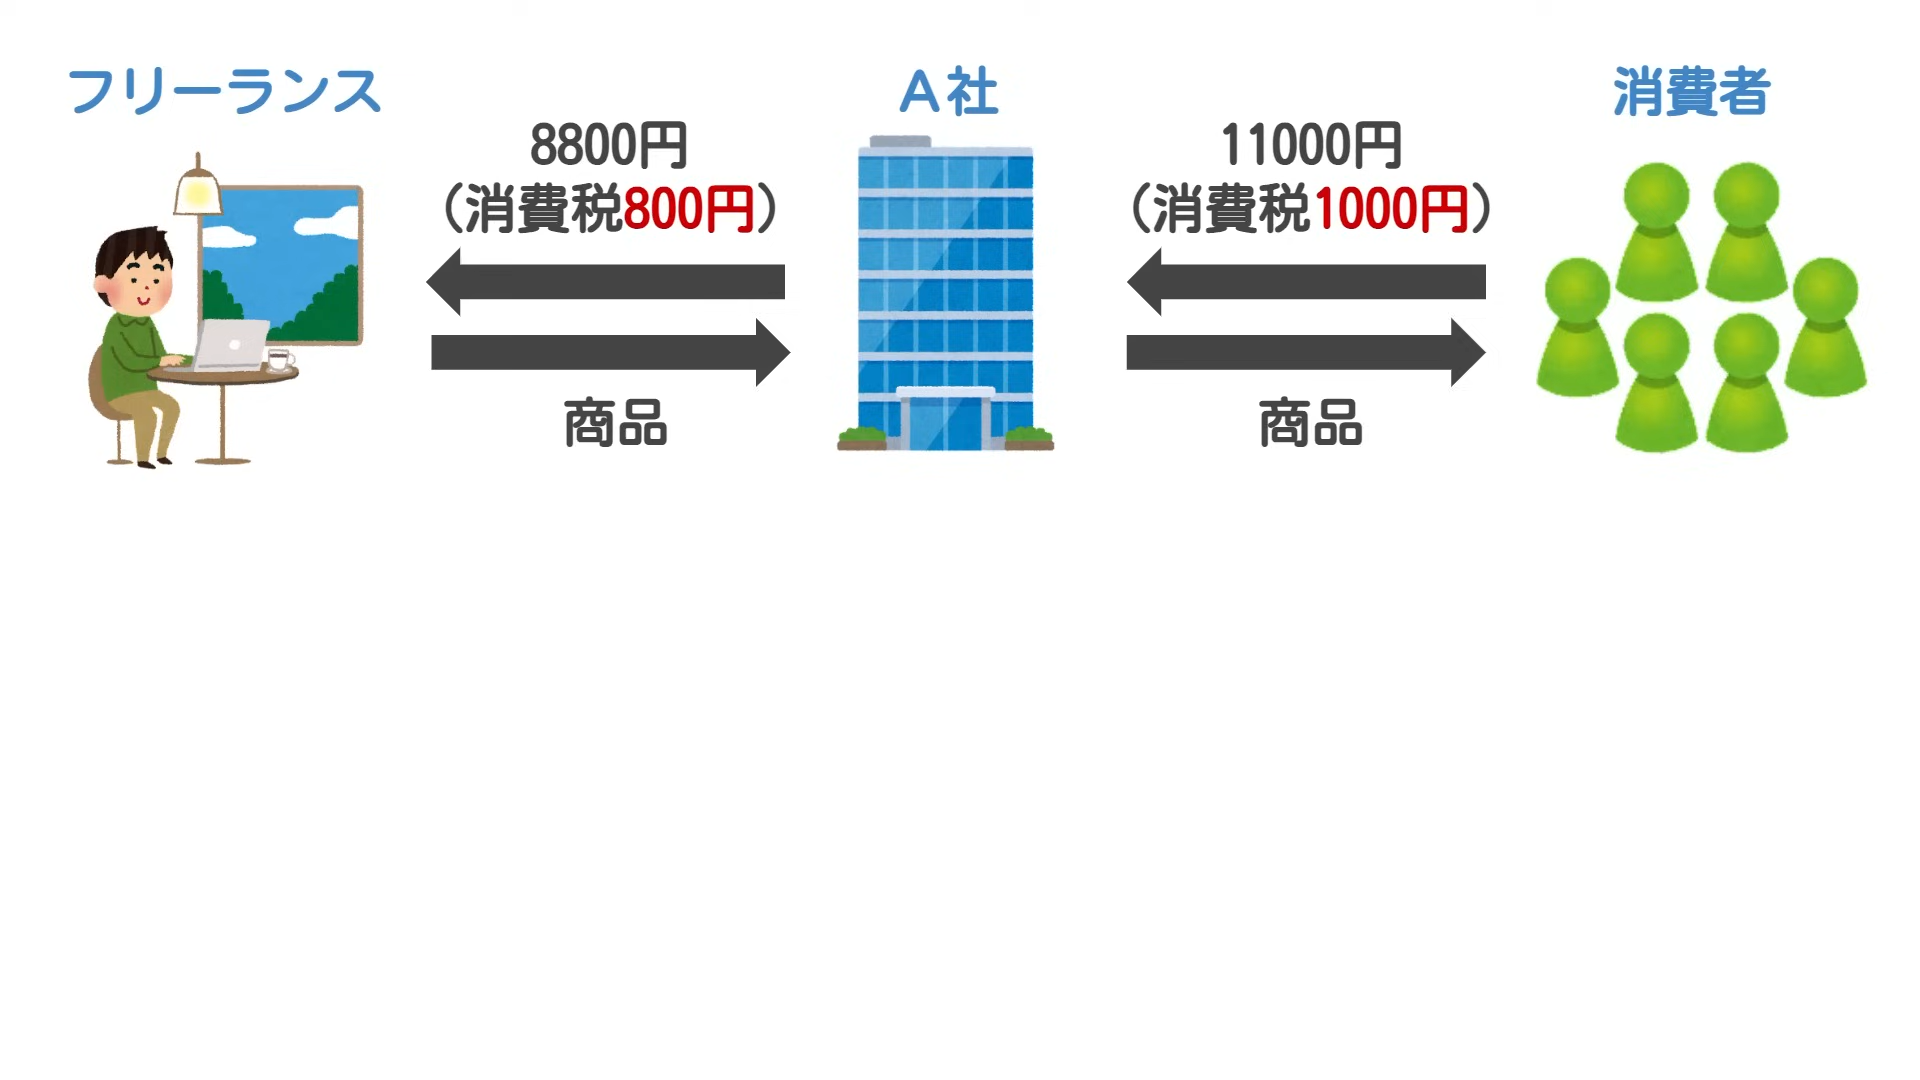 フリーランス
A社
消費者
8800円
(消費税800円)
11000円
(消費税1000円)
商品
商品